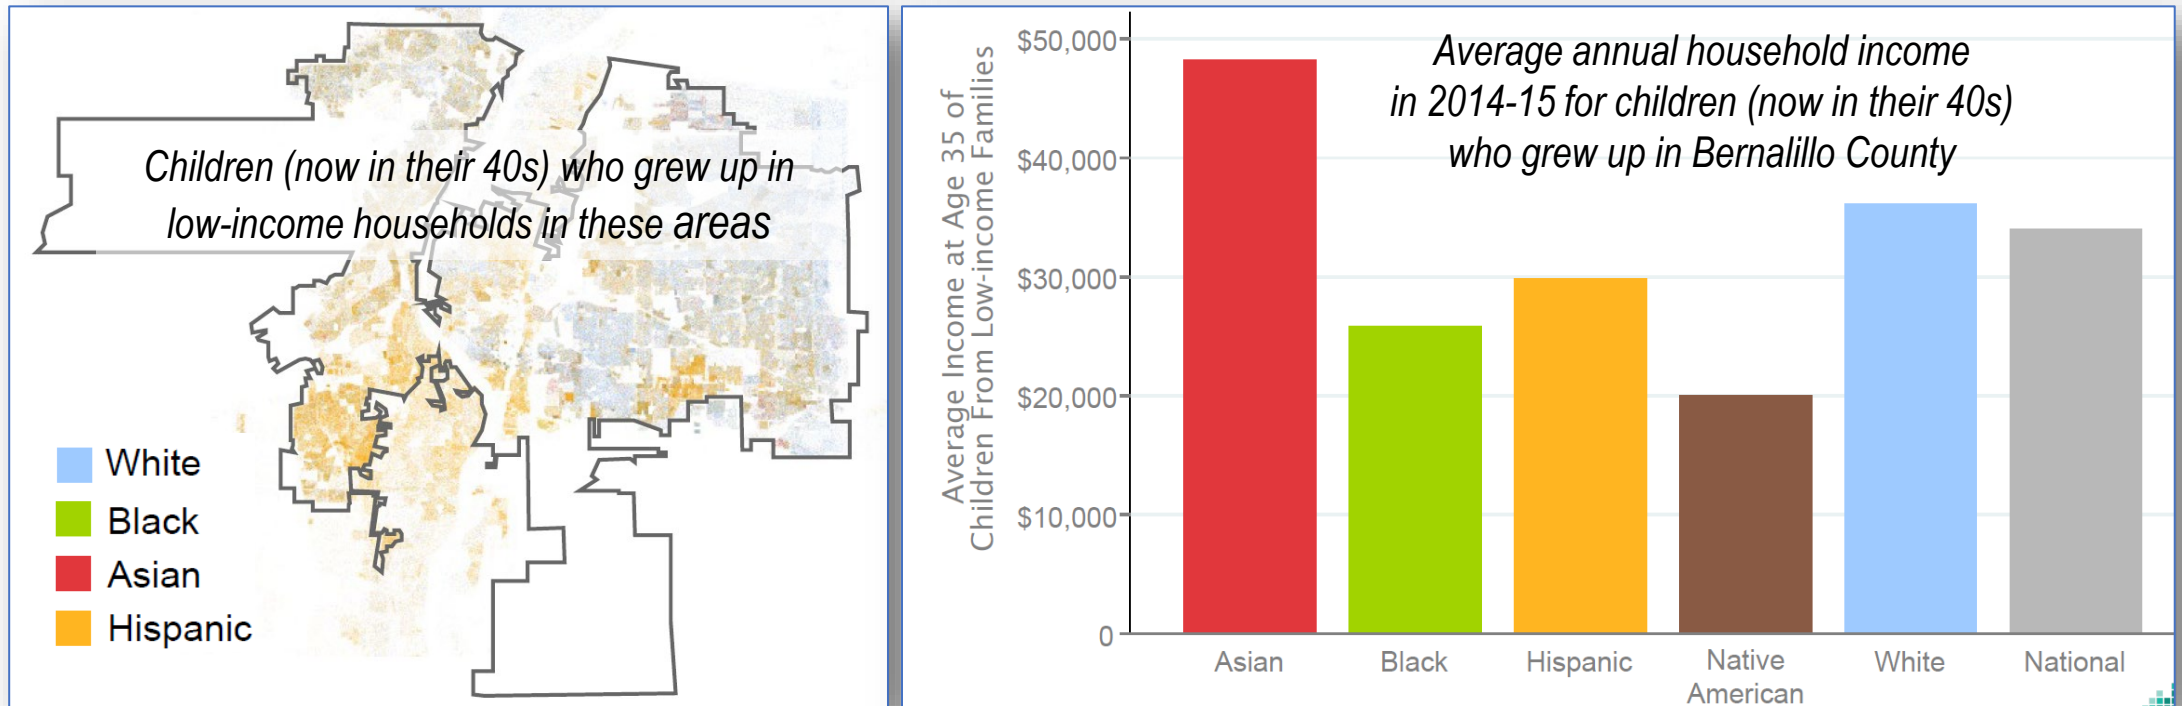 Children (now in their 40s) who grew up in
low-income households in these areas
White
Black
Asian
Hispanic
Average annual household income
in 2014-15 for children (now in their 40s)
who grew up in Bernalillo County
Average Income at Age 35 of
Children From Low-income Families
$50,000
$40,000
$30,000
$20,000
$10,000
0
Asian
Black
Hispanic
Native
American
White
National